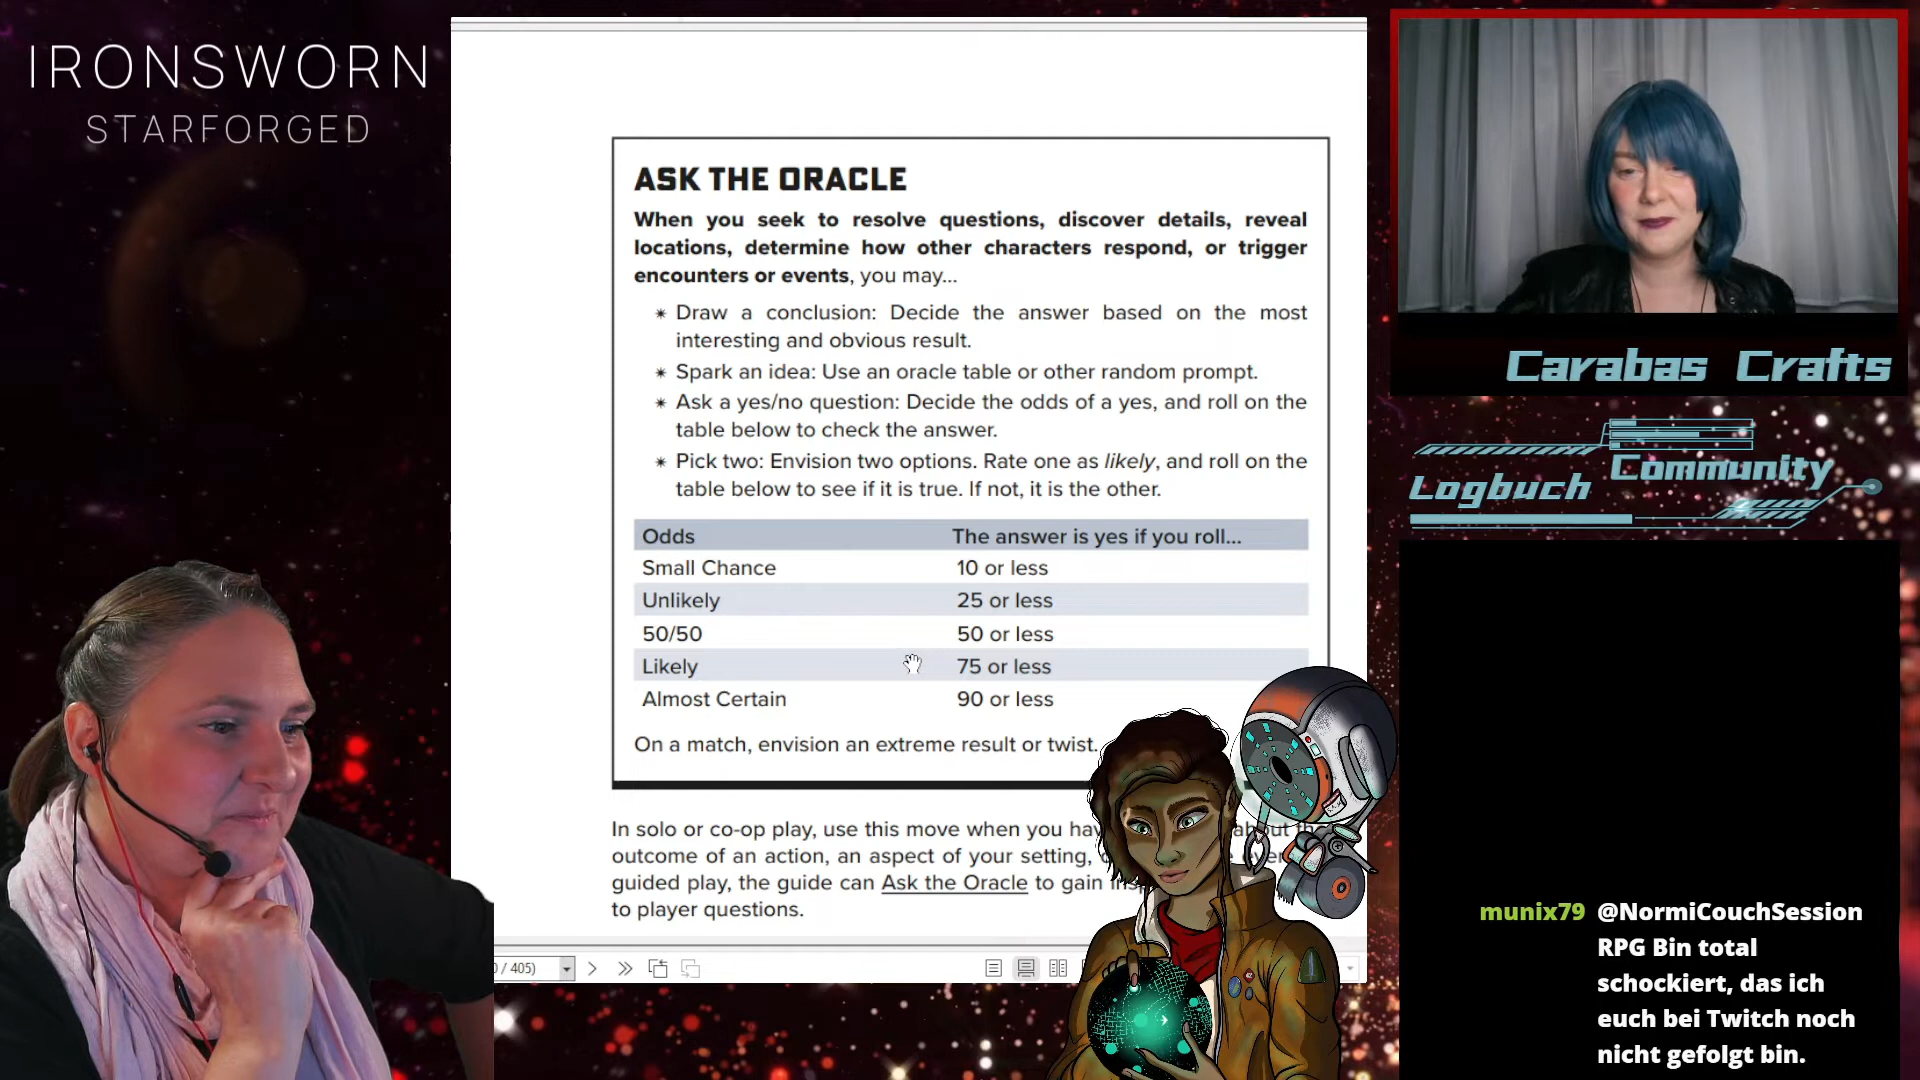 IRONSWORN
STARFORGED
ASK THE ORACLE
When you seek to resolve questions, discover details, reveal
locations, determine how other characters respond, or trigger
encounters or events, you may...
✴ Draw a conclusion: Decide the answer based on the most
interesting and obvious result.
✴ Spark an idea: Use an oracle table or other random prompt.
✴ Ask a yes/no question: Decide the odds of a yes, and roll on the
table below to check the answer.
✴ Pick two: Envision two options. Rate one as likely, and roll on the
table below to see if it is true. If not, it is the other.
Odds The answer is yes if you roll...
Small Chance 10 or less
Unlikely 25 or less
50/50 50 or less
Likely 75 or less
Almost Certain 90 or less
On a match, envision an extreme result or twist.
In solo or co-op play, use this move when you about
outcome of an action, an aspect of your setting,
guided play, the guide can Ask the Oracle to gain
to player questions.
/ 405)
Carabas Crafts
Logbuch
Community
munix79 @NormiCouchSession
RPG Bin total
schockiert, das ich
euch bei Twitch noch
nicht gefolgt bin.